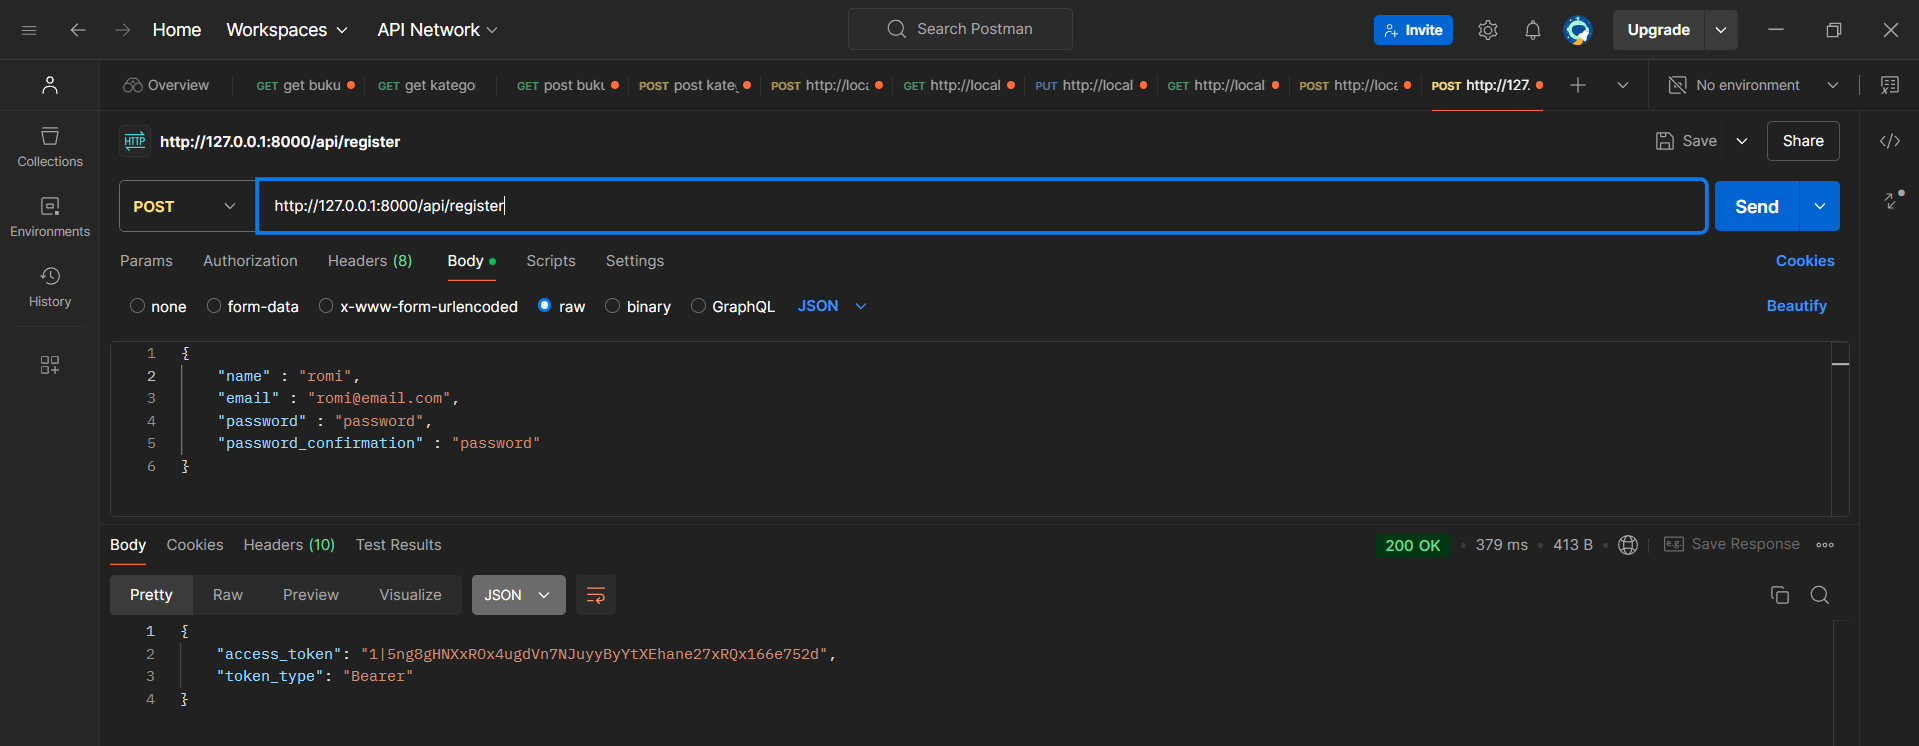 Home Workspaces API Network Search Postman Invite Upgrade
Overview GET get buku GET get katego GET post buku POST post kate POST http://loca GET http://local PUT http://local GET http://local POST http://loca POST http://127. No environment
HTTP http://127.0.0.1:8000/api/register Save Share
POST http://127.0.0.1:8000/api/register Send
Collections
Environments
History
Params Authorization Headers (8) Body Scripts Settings Cookies
none form-data x-www-form-urlencoded raw binary GraphQL JSON Beautify
1 {
2 "name" : "romi",
3 "email" : "romi@email.com",
4 "password" : "password",
5 "password_confirmation" : "password"
6 }
Body Cookies Headers (10) Test Results 200 OK 379 ms 413 B e.g. Save Response
Pretty Raw Preview Visualize JSON
1 {
2 "access_token": "1|5ng8gHNXxROx4ugdVn7NJuyyByYtXEhane27xRQx166e752d",
3 "token_type": "Bearer"
4 }